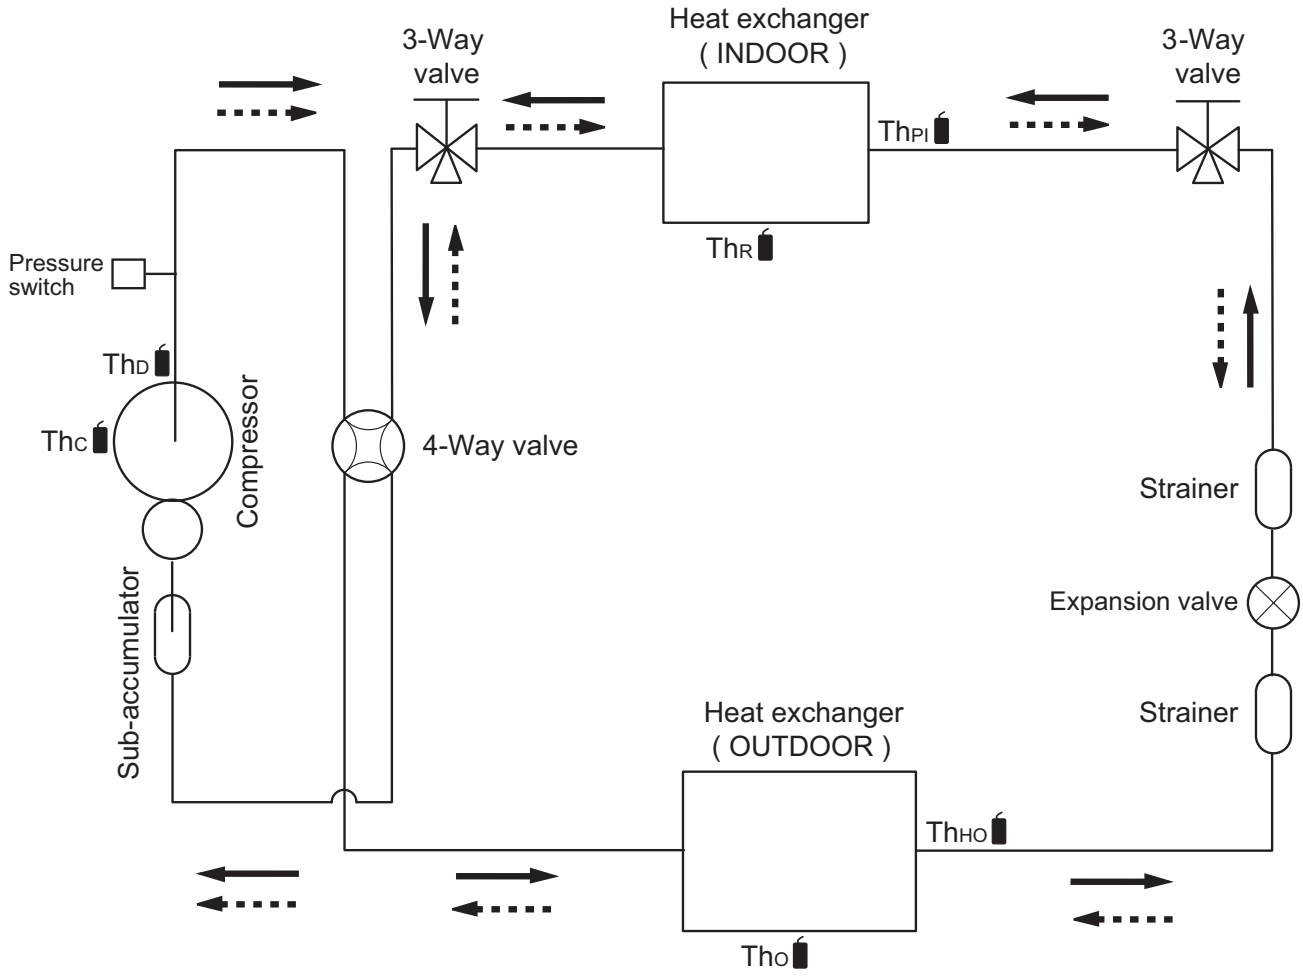 Heat exchanger
( INDOOR )
3-Way
valve
3-Way
valve
ThPI
ThR
Pressure
switch
ThD
ThC
Compressor
4-Way valve
Strainer
Expansion valve
Sub-accumulator
Strainer
Heat exchanger
( OUTDOOR )
ThHO
ThO